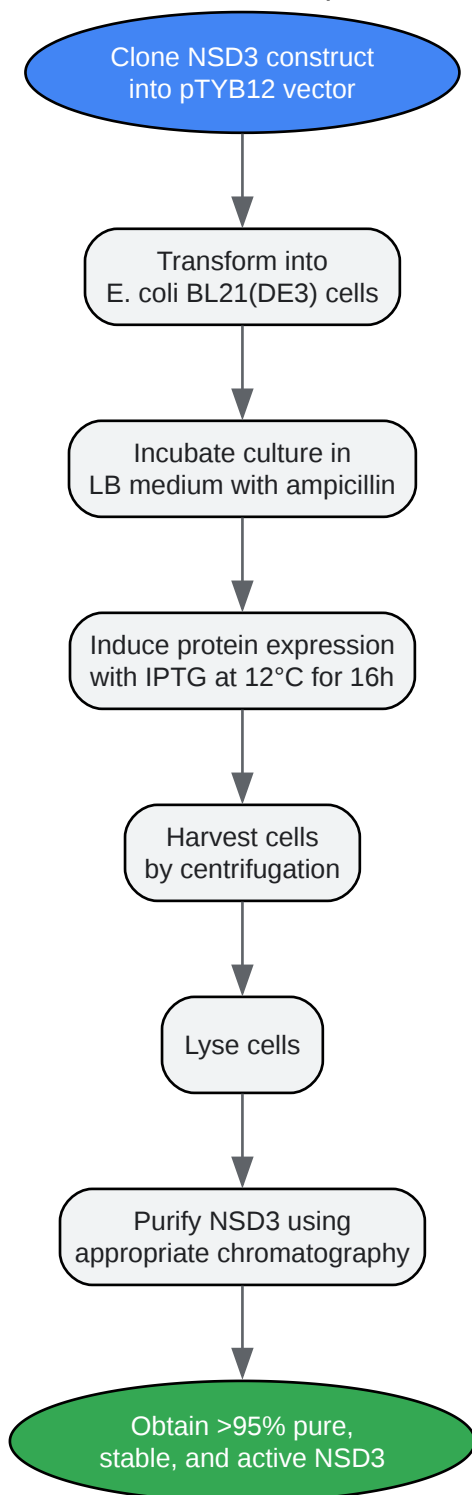 Clone NSD3 construct
into pTYB12 vector
Transform into
E. coli BL21(DE3) cells
Incubate culture in
LB medium with ampicillin
Induce protein expression
with IPTG at 12°C for 16h
Harvest cells
by centrifugation
Lyse cells
Purify NSD3 using
appropriate chromatography
Obtain >95% pure,
stable, and active NSD3